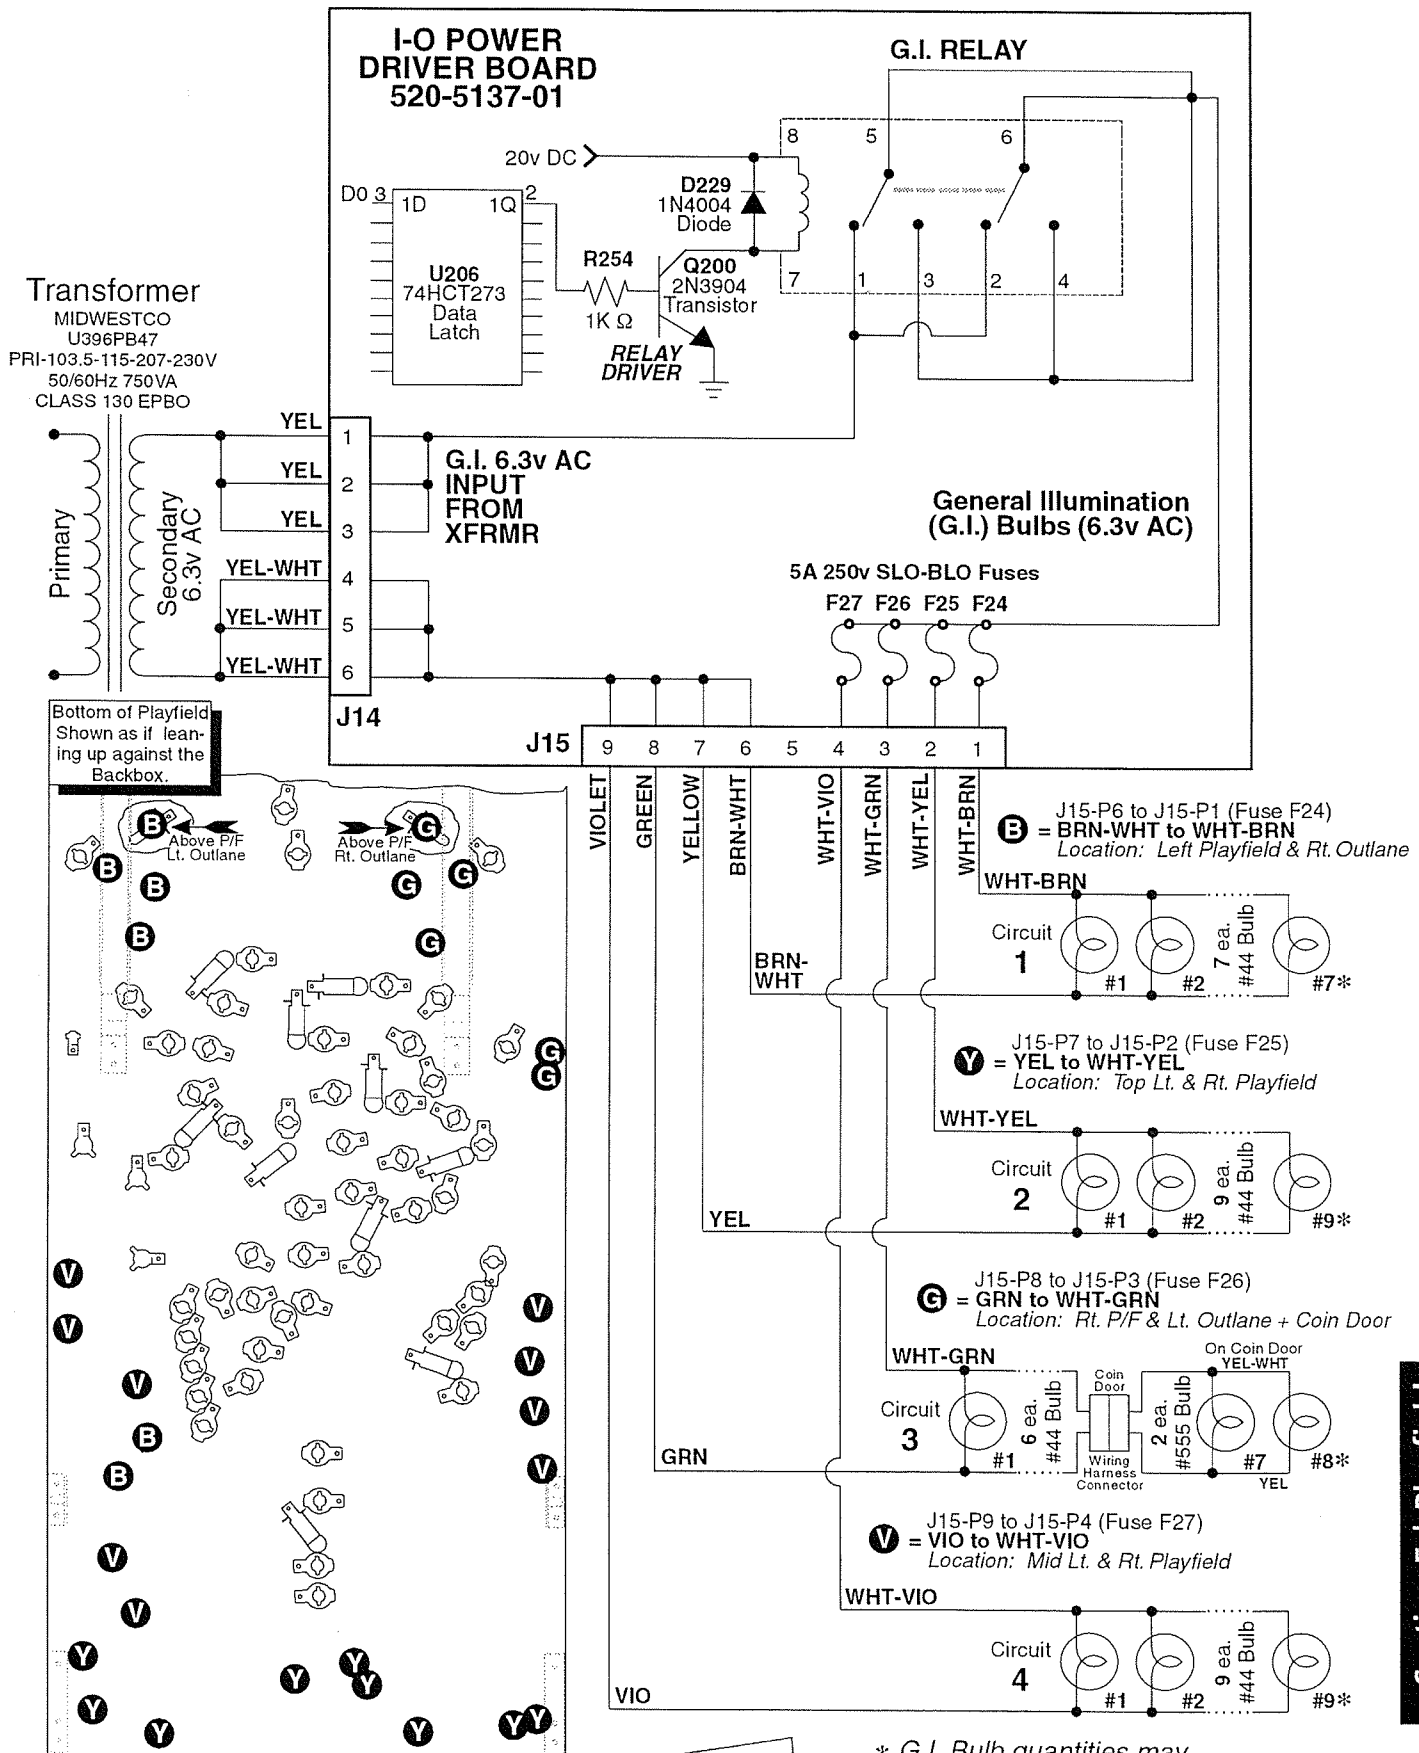 I-O POWER
DRIVER BOARD
520-5137-01
G.I. RELAY
20v DC
8
5
6
D0 3
1D
1Q
2
U206
74HCT273
Data
Latch
D229
1N4004
Diode
R254
1K Ω
Q200
2N3904
Transistor
RELAY
DRIVER
7
1
3
2
4
Transformer
MIDWESTCO
U396PB47
PRI-103.5-115-207-230V
50/60Hz 750VA
CLASS 130 EPBO
Primary
Secondary
6.3v AC
YEL
YEL
YEL
YEL-WHT
YEL-WHT
YEL-WHT
1
2
3
4
5
6
J14
G.I. 6.3v AC
INPUT
FROM
XFRMR
General Illumination
(G.I.) Bulbs (6.3v AC)
5A 250v SLO-BLO Fuses
F27 F26 F25 F24
J15
9 8 7 6 5 4 3 2 1
VIOLET
GREEN
YELLOW
BRN-WHT
WHT-VIO
WHT-GRN
WHT-YEL
WHT-BRN
Bottom of Playfield
Shown as if lean-
ing up against the
Backbox.
B
Above P/F
Lt. Outlane
Above P/F
Rt. Outlane
G
B
B
B
G
G
G
G
G
V
V
V
V
V
V
V
B
B
V
V
Y
Y
Y
Y
Y
Y
Y
Y
Y
J15-P6 to J15-P1 (Fuse F24)
B = BRN-WHT to WHT-BRN
Location: Left Playfield & Rt. Outlane
WHT-BRN
Circuit
1
BRN-
WHT
#1
#2
7 ea.
#44 Bulb
#7*
J15-P7 to J15-P2 (Fuse F25)
Y = YEL to WHT-YEL
Location: Top Lt. & Rt. Playfield
WHT-YEL
Circuit
2
YEL
#1
#2
9 ea.
#44 Bulb
#9*
J15-P8 to J15-P3 (Fuse F26)
G = GRN to WHT-GRN
Location: Rt. P/F & Lt. Outlane + Coin Door
WHT-GRN
Circuit
3
GRN
#1
6 ea.
#44 Bulb
Coin
Door
Wiring
Harness
Connector
2 ea.
#555 Bulb
On Coin Door
YEL-WHT
#7
#8*
YEL
J15-P9 to J15-P4 (Fuse F27)
V = VIO to WHT-VIO
Location: Mid Lt. & Rt. Playfield
WHT-VIO
Circuit
4
VIO
#1
#2
9 ea.
#44 Bulb
#9*
* G.I. Bulb quantities may